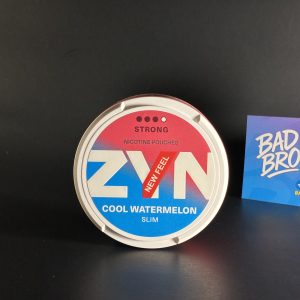 STRONG
NICOTINE POUCHES
ZYN
NEW FEEL
COOL WATERMELON
SLIM
BAD
BRO